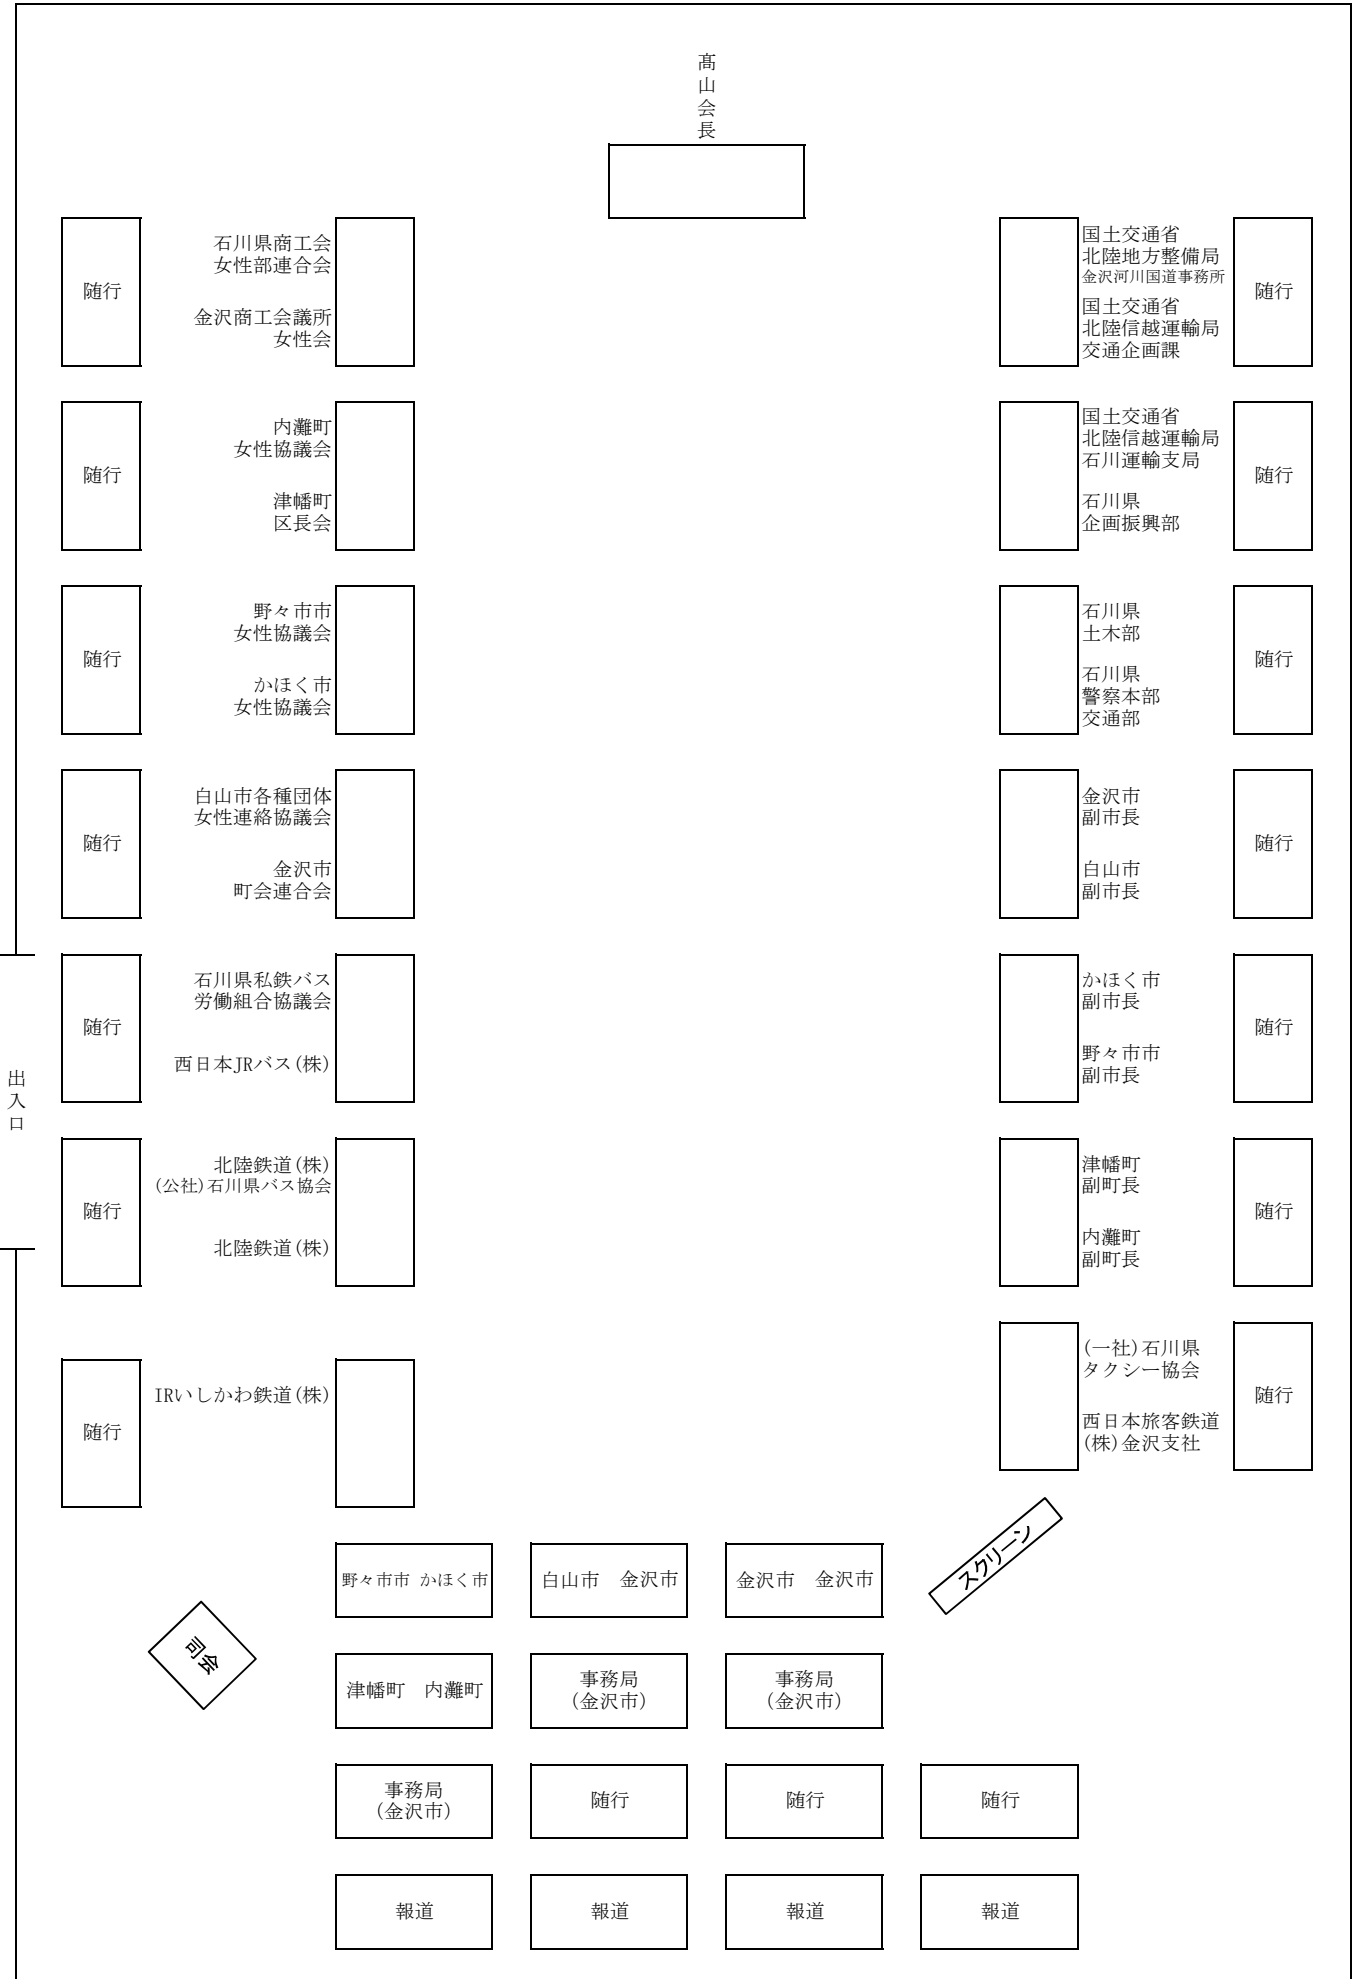 髙山会長
随行
石川県商工会
女性部連合会
金沢商工会議所
女性会
国土交通省
北陸地方整備局
金沢河川国道事務所
国土交通省
北陸信越運輸局
交通企画課
随行
随行
内灘町
女性協議会
津幡町
区長会
国土交通省
北陸信越運輸局
石川運輸支局
石川県
企画振興部
随行
随行
野々市市
女性協議会
かほく市
女性協議会
石川県
土木部
石川県
警察本部
交通部
随行
随行
白山市各種団体
女性連絡協議会
金沢市
町会連合会
金沢市
副市長
白山市
副市長
随行
出入口
随行
石川県私鉄バス
労働組合協議会
西日本JRバス(株)
かほく市
副市長
野々市市
副市長
随行
随行
北陸鉄道(株)
(公社)石川県バス協会
北陸鉄道(株)
津幡町
副町長
内灘町
副町長
随行
随行
IRいしかわ鉄道(株)
(一社)石川県
タクシー協会
西日本旅客鉄道
(株)金沢支社
随行
スクリーン
司会
野々市市 かほく市
白山市 金沢市
金沢市 金沢市
津幡町 内灘町
事務局
(金沢市)
事務局
(金沢市)
事務局
(金沢市)
随行
随行
随行
報道
報道
報道
報道